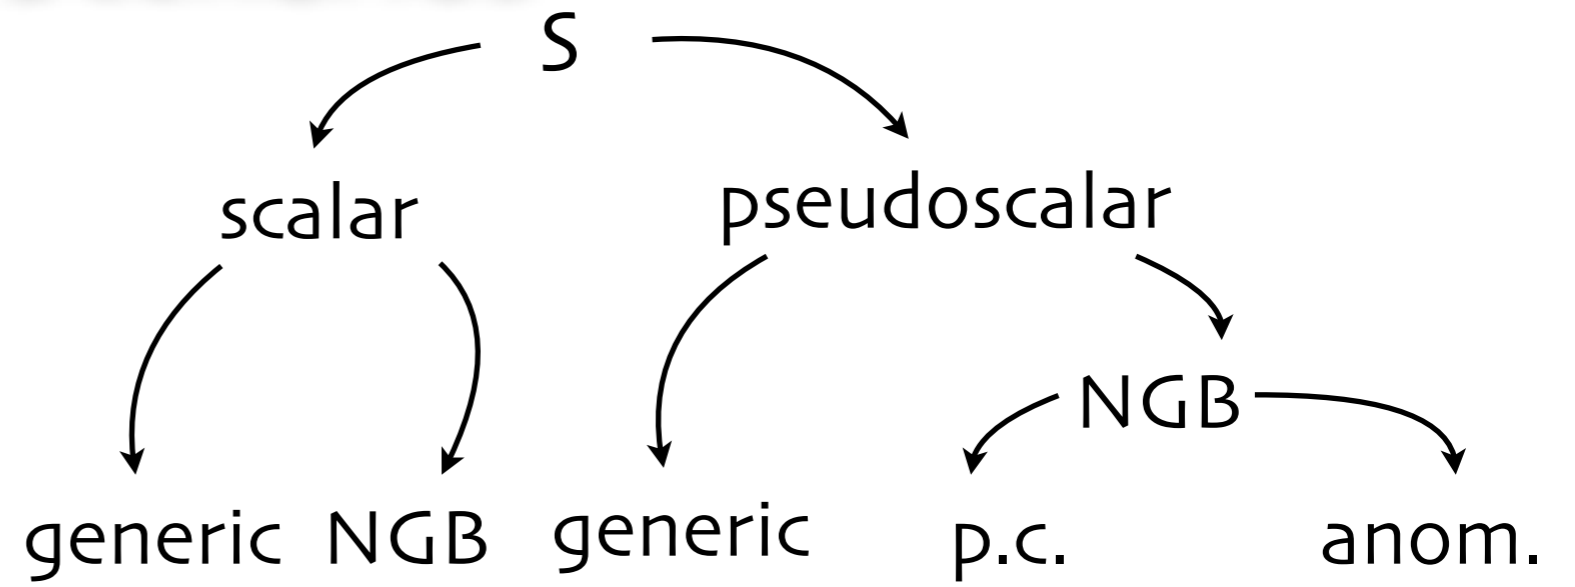 S
scalar
pseudoscalar
NGB
generic NGB generic p.c. anom.